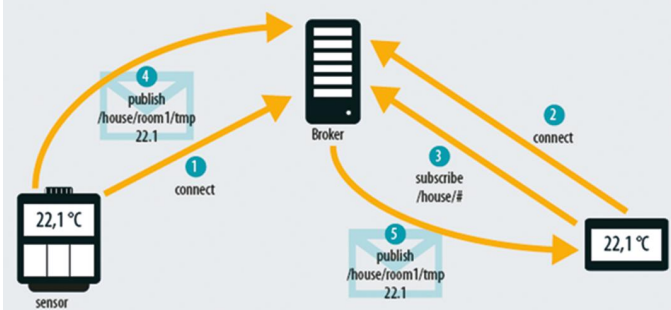 4
publish
/house/room1/tmp
22.1
1
connect
22,1 °C
sensor
Broker
2
connect
3
subscribe
/house/#
5
publish
/house/room1/tmp
22.1
22,1 °C